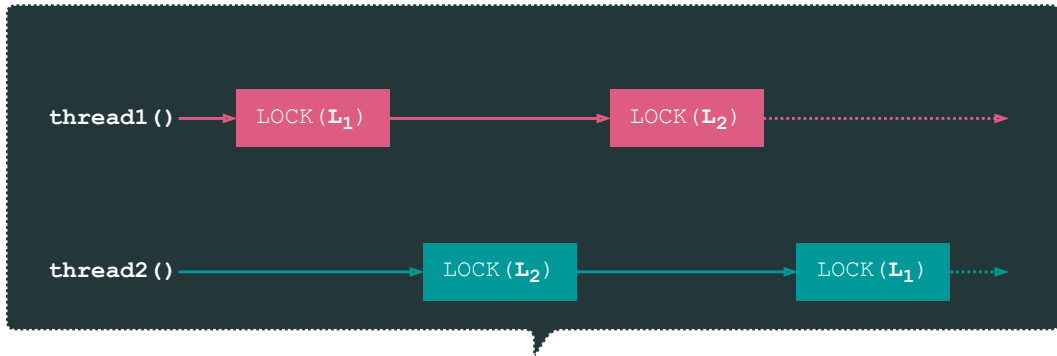 thread1() LOCK(L₁) LOCK(L₂)
thread2() LOCK(L₂) LOCK(L₁)